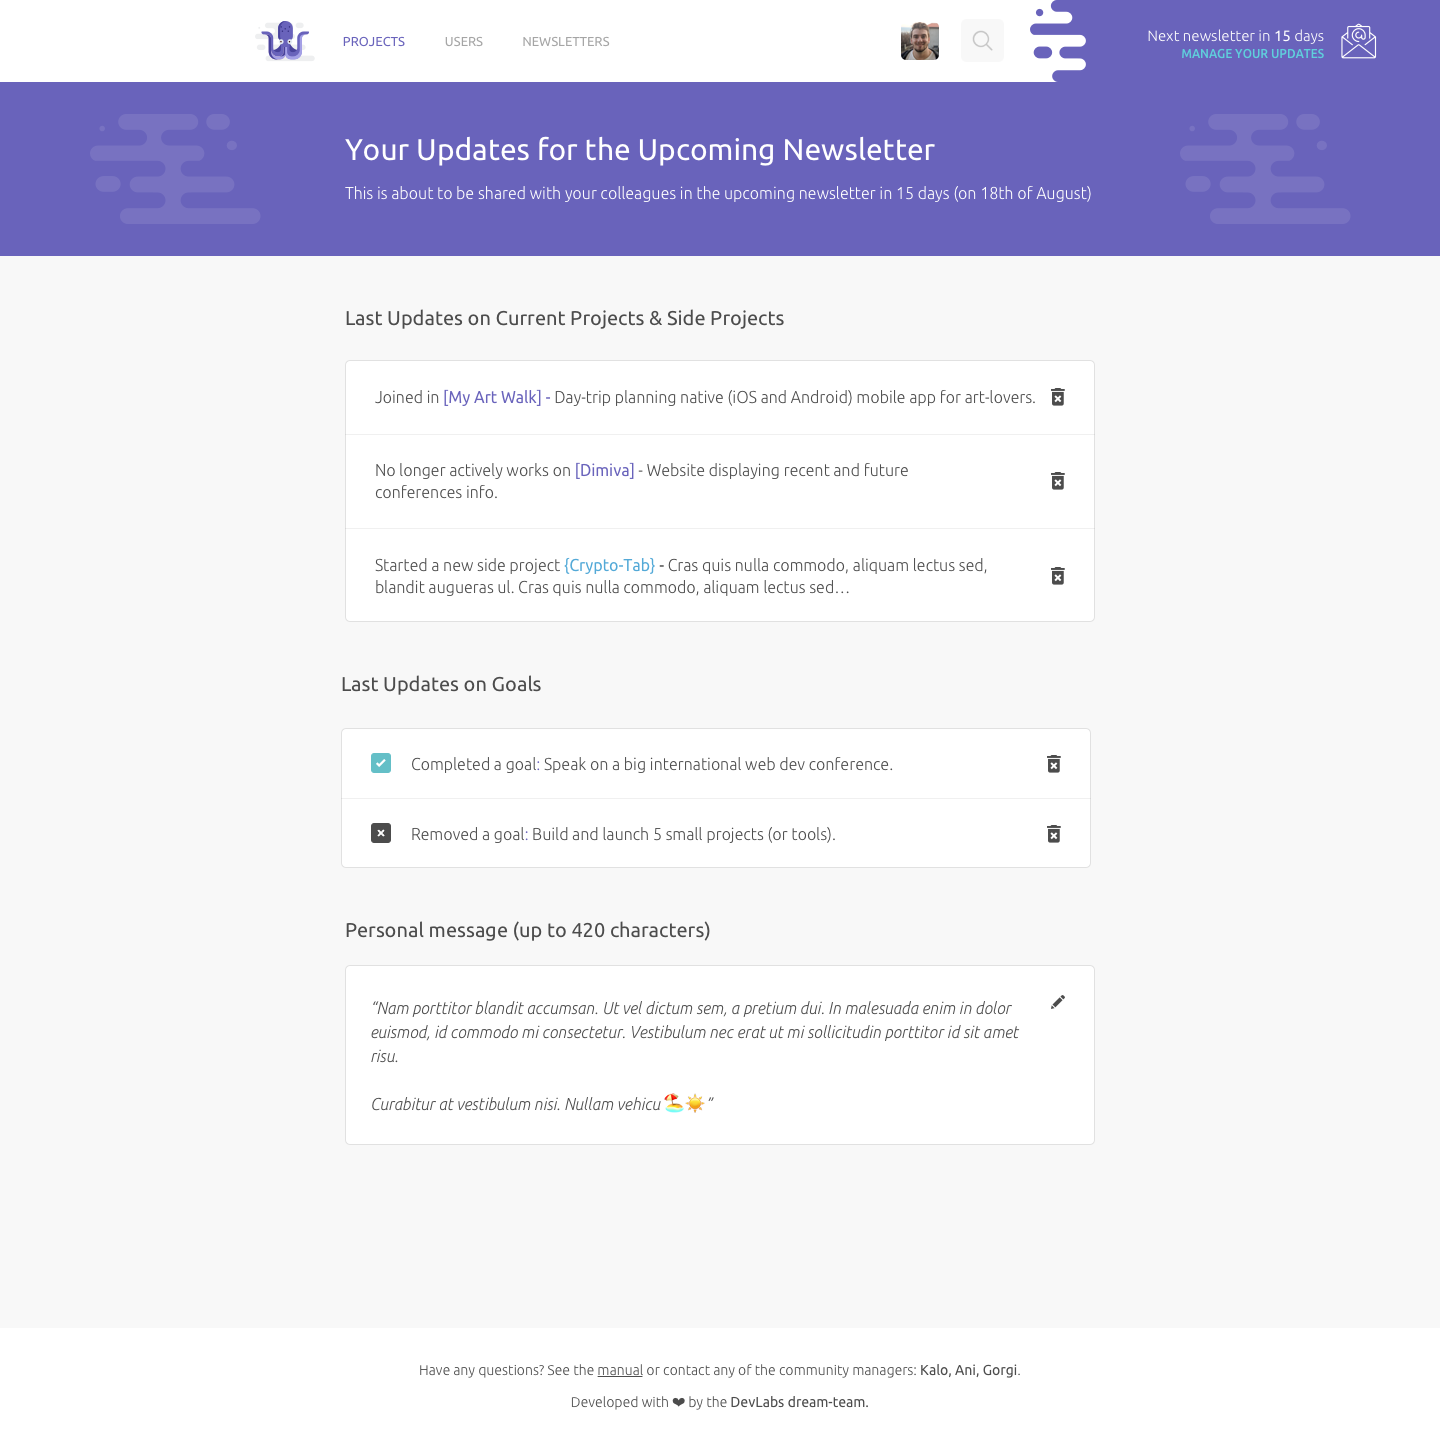 PROJECTS USERS NEWSLETTERS
Next newsletter in 15 days
MANAGE YOUR UPDATES
Your Updates for the Upcoming Newsletter
This is about to be shared with your colleagues in the upcoming newsletter in 15 days (on 18th of August)
Last Updates on Current Projects & Side Projects
Joined in [My Art Walk] - Day-trip planning native (iOS and Android) mobile app for art-lovers.
No longer actively works on [Dimiva] - Website displaying recent and future
conferences info.
Started a new side project {Crypto-Tab} - Cras quis nulla commodo, aliquam lectus sed,
blandit augueras ul. Cras quis nulla commodo, aliquam lectus sed…
Last Updates on Goals
Completed a goal: Speak on a big international web dev conference.
Removed a goal: Build and launch 5 small projects (or tools).
Personal message (up to 420 characters)
“Nam porttitor blandit accumsan. Ut vel dictum sem, a pretium dui. In malesuada enim in dolor
euismod, id commodo mi consectetur. Vestibulum nec erat ut mi sollicitudin porttitor id sit amet
risu.
Curabitur at vestibulum nisi. Nullam vehicu 🏖☀️”
Have any questions? See the manual or contact any of the community managers: Kalo, Ani, Gorgi.
Developed with ❤ by the DevLabs dream-team.